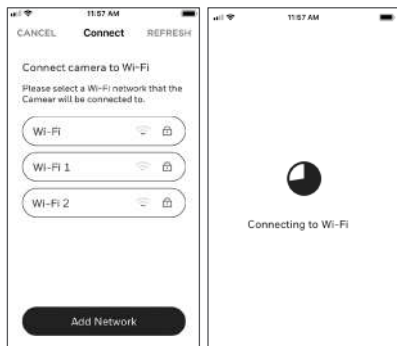 11:57 AM
CANCEL Connect REFRESH
Connect camera to Wi-Fi
Please select a Wi-Fi network that the
Camear will be connected to.
Wi-Fi
Wi-Fi 1
Wi-Fi 2
Add Network
11:57 AM
Connecting to Wi-Fi